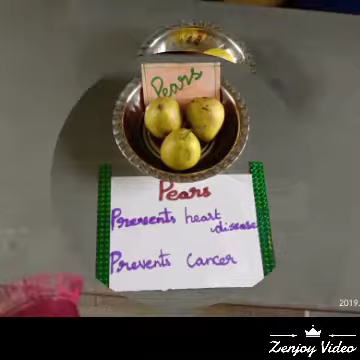 Pears
Pears
Prevents heart
disease
Prevents Cancer
2019.
Zenjoy Video